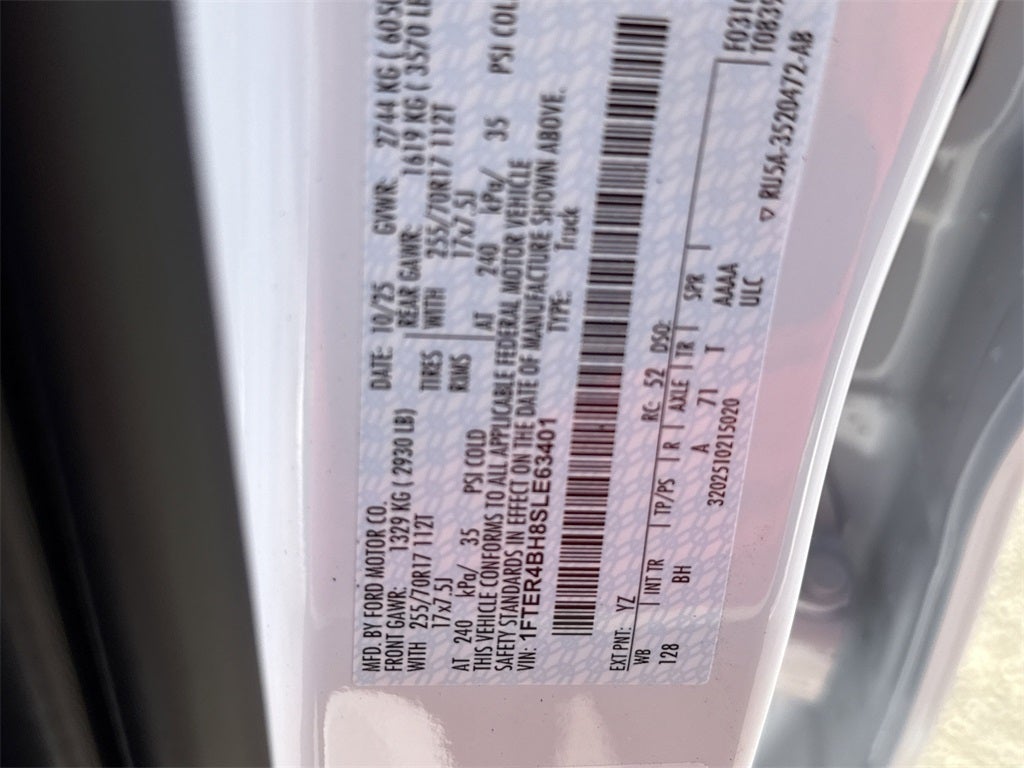 MFD. BY FORD MOTOR CO.
DATE: 10/25 GVWR: 2744 KG ( 6050
FRONT GAWR: 1329 KG ( 2930 LB)
REAR GAWR: 1619 KG ( 3570 LB
WITH 255/70R17 112T
TIRES WITH 255/70R17 112T
17x7.5J
RIMS 17x7.5J
AT 240 kPa/ 35 PSI COLD
AT 240 kPa/ 35 PSI COL
THIS VEHICLE CONFORMS TO ALL APPLICABLE FEDERAL MOTOR VEHICLE
SAFETY STANDARDS IN EFFECT ON THE DATE OF MANUFACTURE SHOWN ABOVE.
VIN: 1FTER4BH8SLE63401
TYPE: Truck
EXT PNT: YZ RC: 52 DSO:
WB INT TR TP/PS R AXLE TR SPR
128 BH A 71 T AAAA
3202510215020 ULC
▽ RU5A-3520472-AB